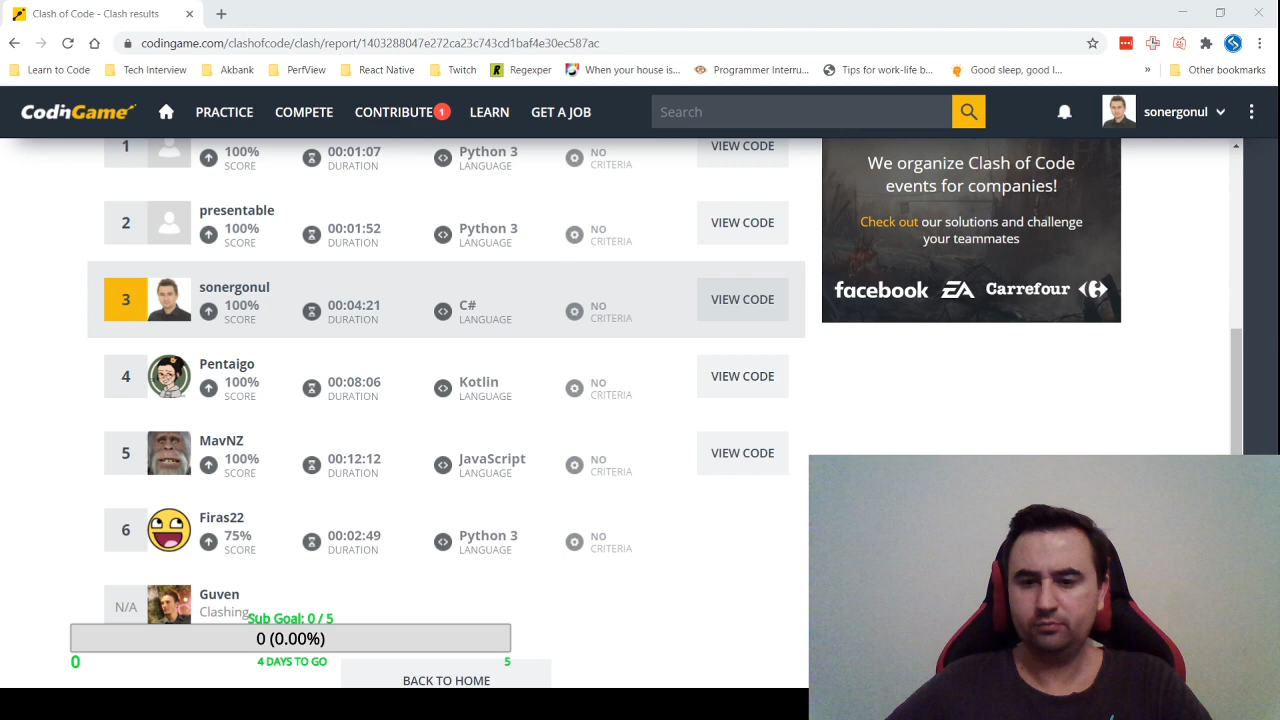 Clash of Code - Clash results
codingame.com/clashofcode/clash/report/1403288047e272ca23c743cd1baf4e30ec587ac
Learn to Code Tech Interview Akbank PerfView React Native Twitch Regexper When your house is... Programmer Interru... Tips for work-life b... Good sleep, good l... » Other bookmarks
CODINGAME PRACTICE COMPETE CONTRIBUTE 1 LEARN GET A JOB Search sonergonul
1 100% 00:01:07 Python 3 NO VIEW CODE
SCORE DURATION LANGUAGE CRITERIA
presentable
2 100% 00:01:52 Python 3 NO VIEW CODE
SCORE DURATION LANGUAGE CRITERIA
sonergonul
3 100% 00:04:21 C# NO VIEW CODE
SCORE DURATION LANGUAGE CRITERIA
Pentaigo
4 100% 00:08:06 Kotlin NO VIEW CODE
SCORE DURATION LANGUAGE CRITERIA
MavNZ
5 100% 00:12:12 JavaScript NO VIEW CODE
SCORE DURATION LANGUAGE CRITERIA
Firas22
6 75% 00:02:49 Python 3 NO
SCORE DURATION LANGUAGE CRITERIA
Guven
N/A Clashing
Sub Goal: 0 / 5
0 (0.00%)
0 4 DAYS TO GO 5
BACK TO HOME
We organize Clash of Code
events for companies!
Check out our solutions and challenge
your teammates
facebook EA Carrefour